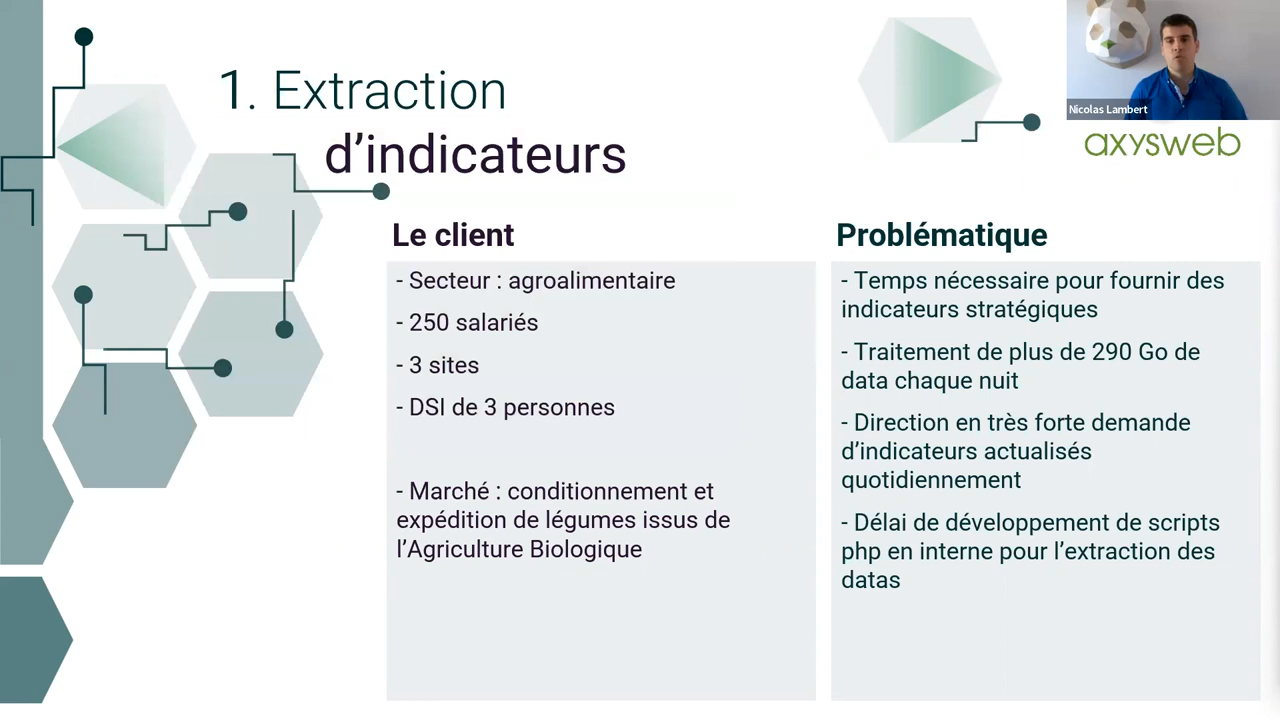 1. Extraction
d’indicateurs
Nicolas Lambert
axysweb
Le client
- Secteur : agroalimentaire
- 250 salariés
- 3 sites
- DSI de 3 personnes
- Marché : conditionnement et
expédition de légumes issus de
l’Agriculture Biologique
Problématique
- Temps nécessaire pour fournir des
indicateurs stratégiques
- Traitement de plus de 290 Go de
data chaque nuit
- Direction en très forte demande
d’indicateurs actualisés
quotidiennement
- Délai de développement de scripts
php en interne pour l’extraction des
datas